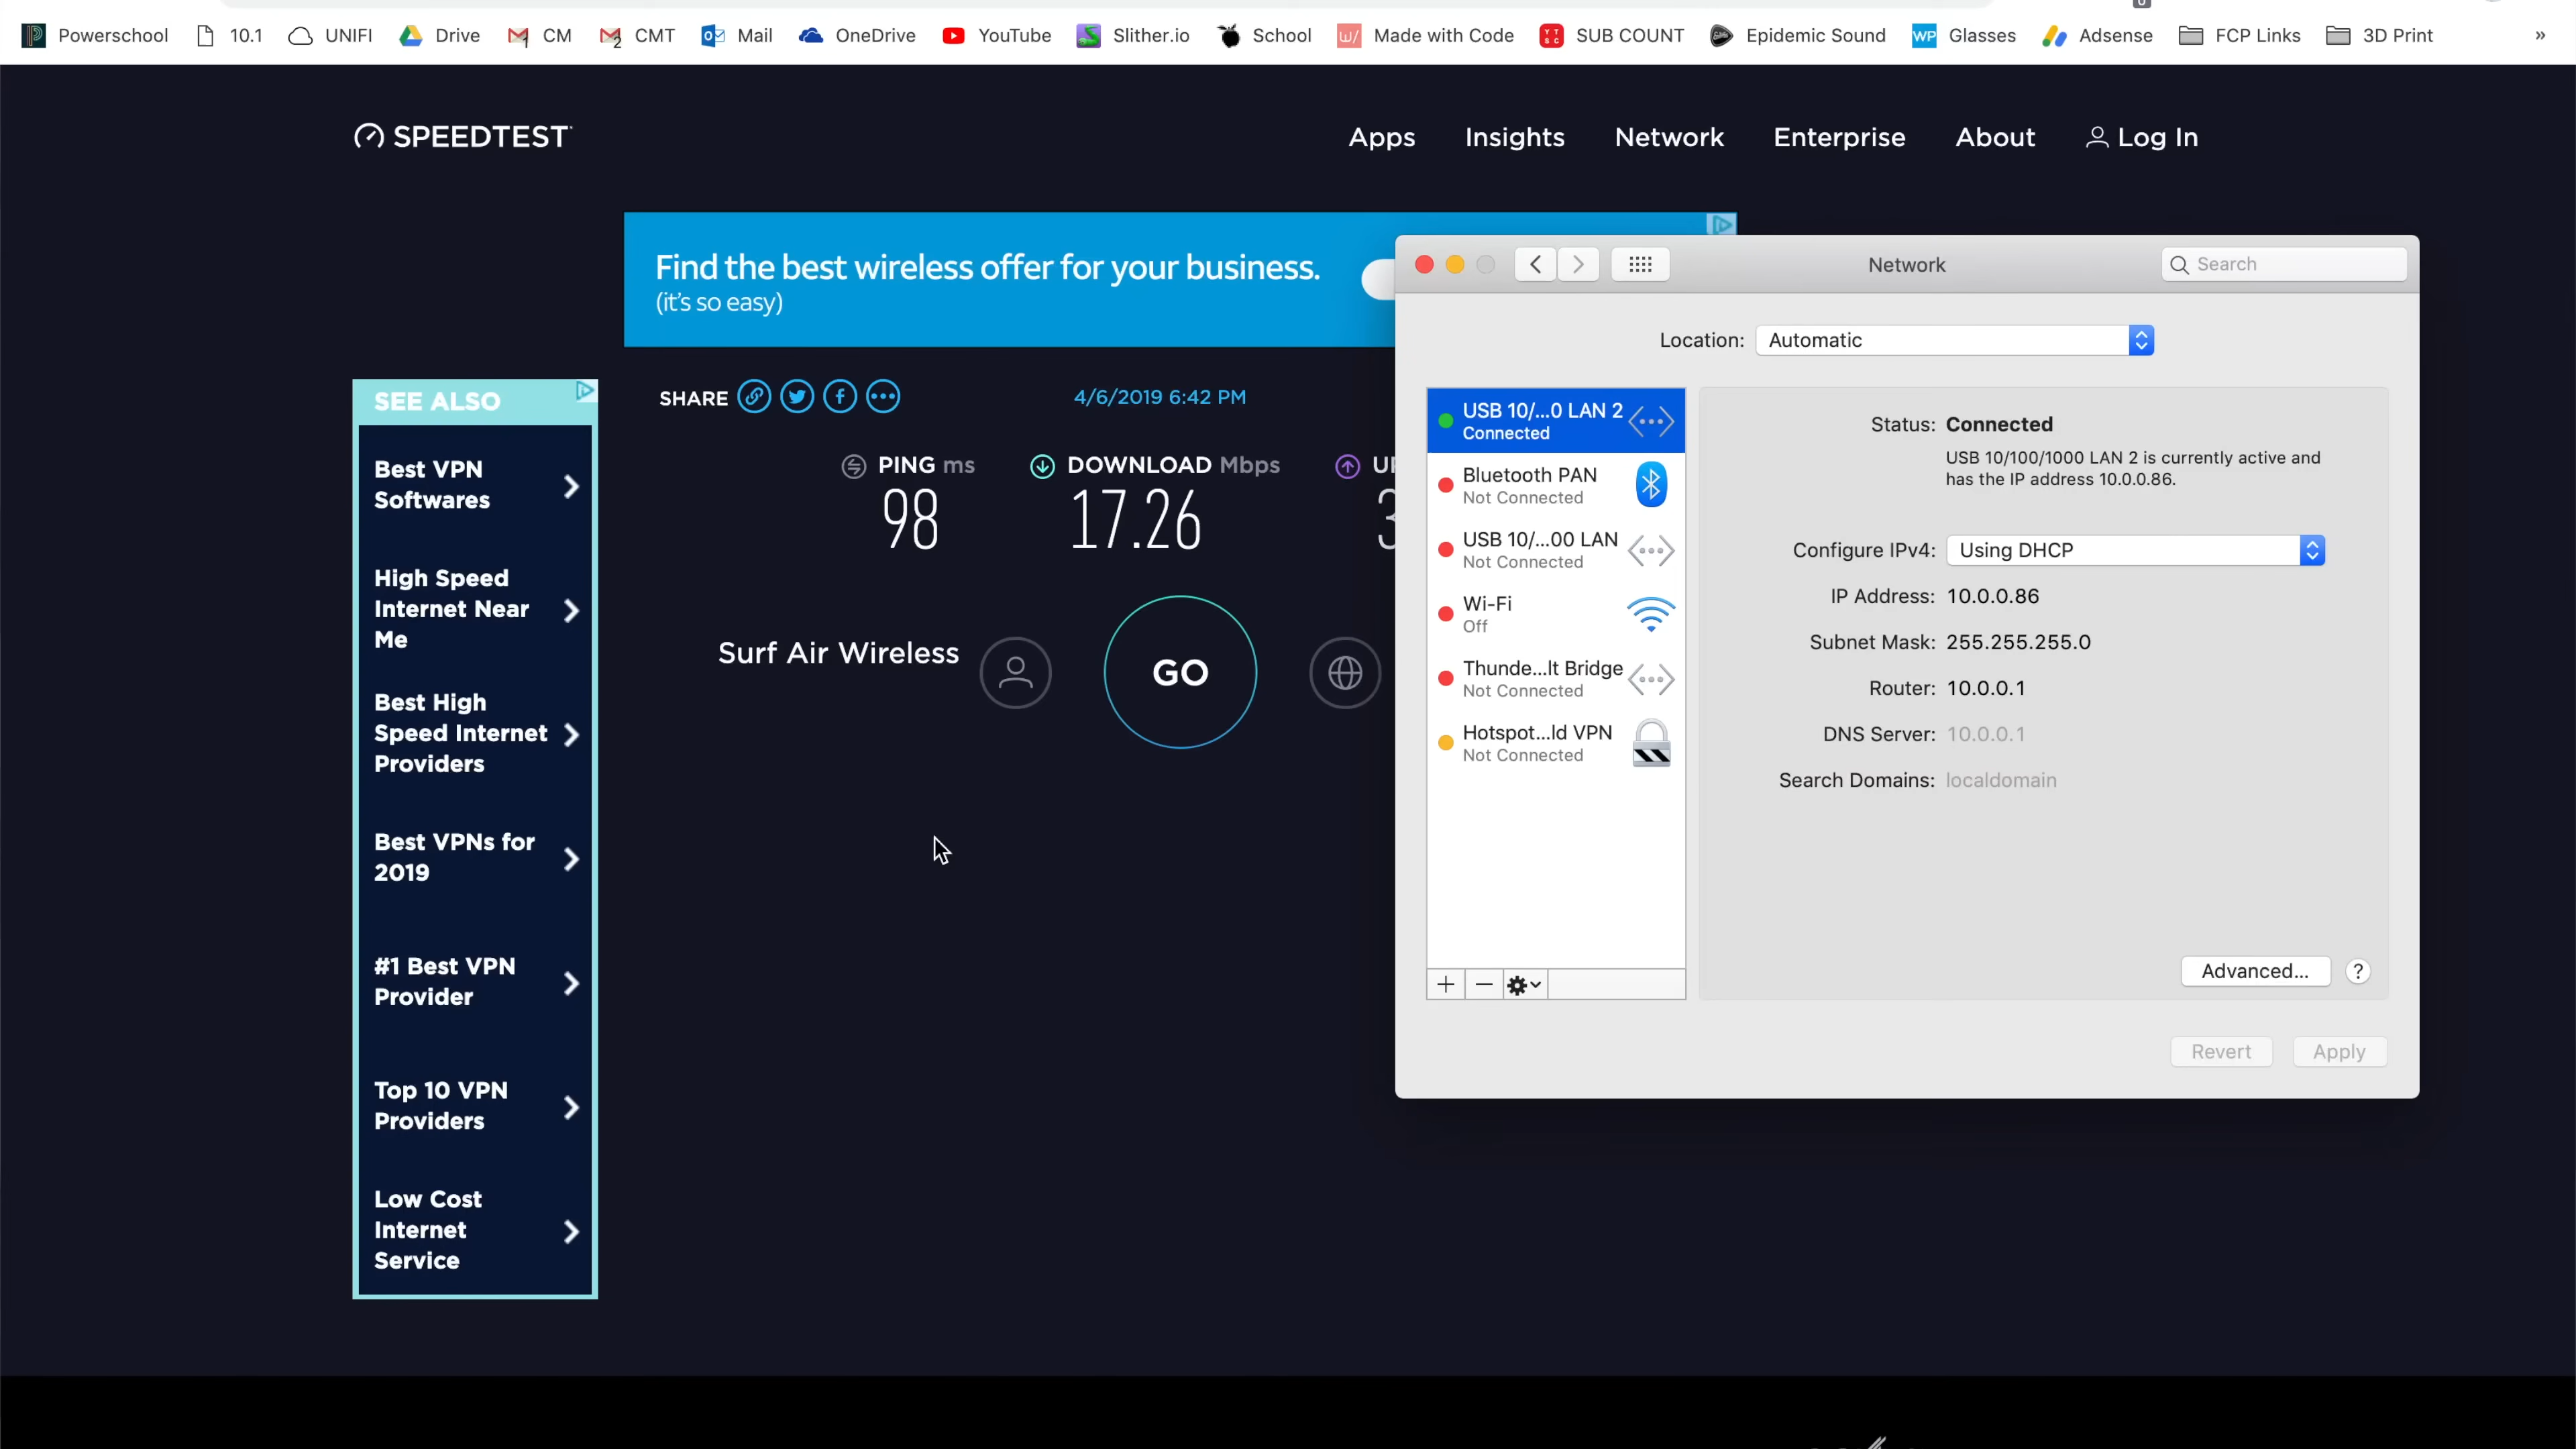 Powerschool 10.1 UNIFI Drive CM CMT Mail OneDrive YouTube Slither.io School Made with Code SUB COUNT Epidemic Sound Glasses Adsense FCP Links 3D Print »
SPEEDTEST
Apps Insights Network Enterprise About Log In
Find the best wireless offer for your business.
(it's so easy)
SEE ALSO
Best VPN
Softwares
High Speed
Internet Near
Me
Best High
Speed Internet
Providers
Best VPNs for
2019
#1 Best VPN
Provider
Top 10 VPN
Providers
Low Cost
Internet
Service
SHARE
4/6/2019 6:42 PM
PING ms
98
DOWNLOAD Mbps
17.26
Surf Air Wireless
GO
Network
Search
Location: Automatic
USB 10/...0 LAN 2
Connected
Bluetooth PAN
Not Connected
USB 10/...00 LAN
Not Connected
Wi-Fi
Off
Thunde...lt Bridge
Not Connected
Hotspot...ld VPN
Not Connected
Status: Connected
USB 10/100/1000 LAN 2 is currently active and
has the IP address 10.0.0.86.
Configure IPv4: Using DHCP
IP Address: 10.0.0.86
Subnet Mask: 255.255.255.0
Router: 10.0.0.1
DNS Server: 10.0.0.1
Search Domains: localdomain
Advanced... ?
Revert Apply